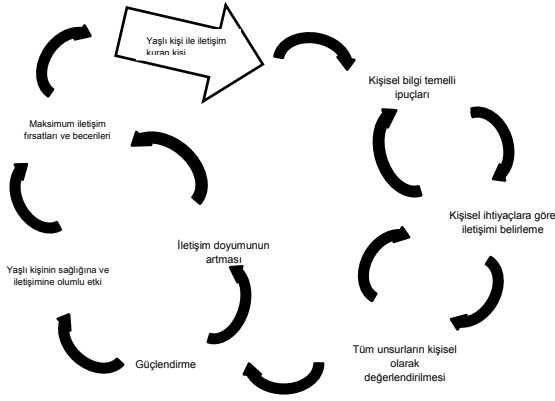 Yaşlı kişi ile iletişim
kuran kişi
Kişisel bilgi temelli
ipuçları
Kişisel ihtiyaçlara göre
iletişimi belirleme
Tüm unsurların kişisel
olarak
değerlendirilmesi
Güçlendirme
İletişim doyumunun
artması
Yaşlı kişinin sağlığına ve
iletişimine olumlu etki
Maksimum iletişim
fırsatları ve becerileri